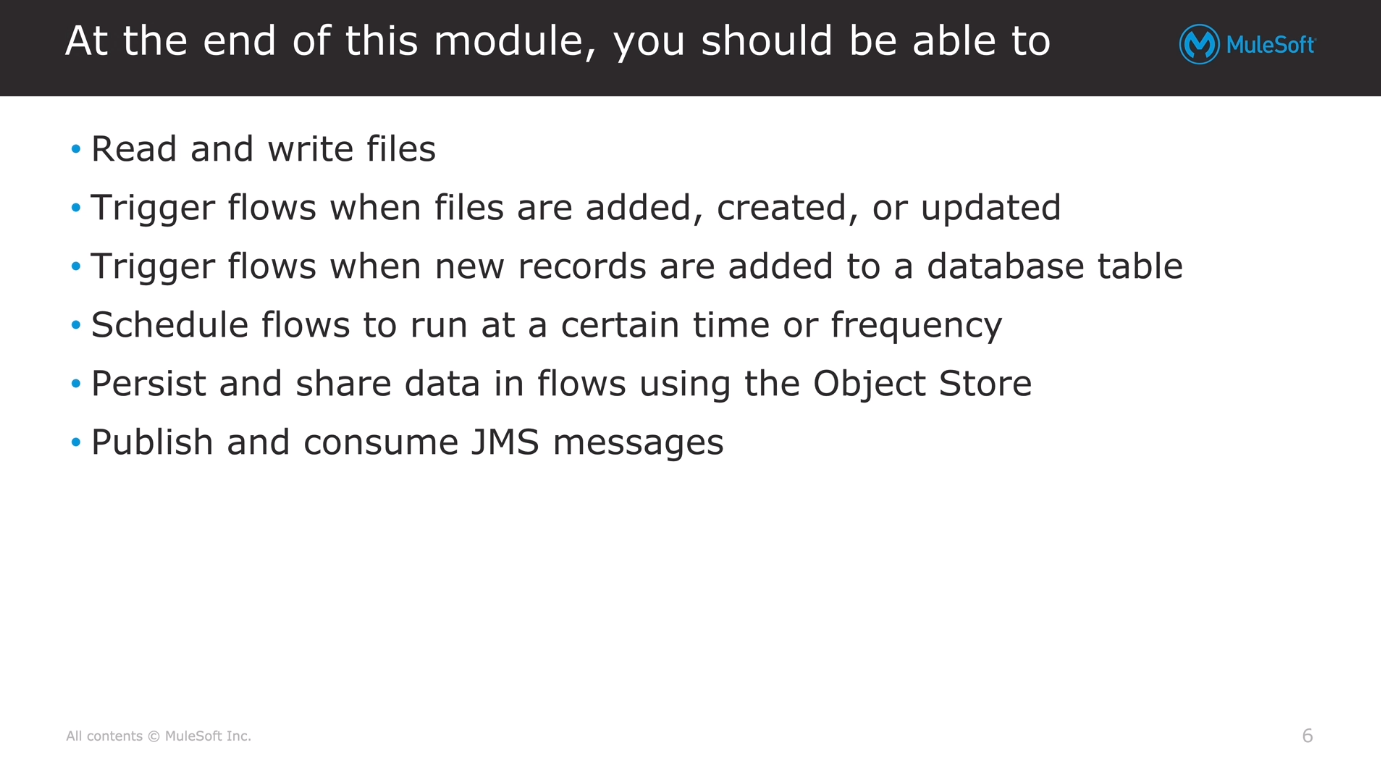 At the end of this module, you should be able to
MuleSoft
• Read and write files
• Trigger flows when files are added, created, or updated
• Trigger flows when new records are added to a database table
• Schedule flows to run at a certain time or frequency
• Persist and share data in flows using the Object Store
• Publish and consume JMS messages
All contents © MuleSoft Inc.
6